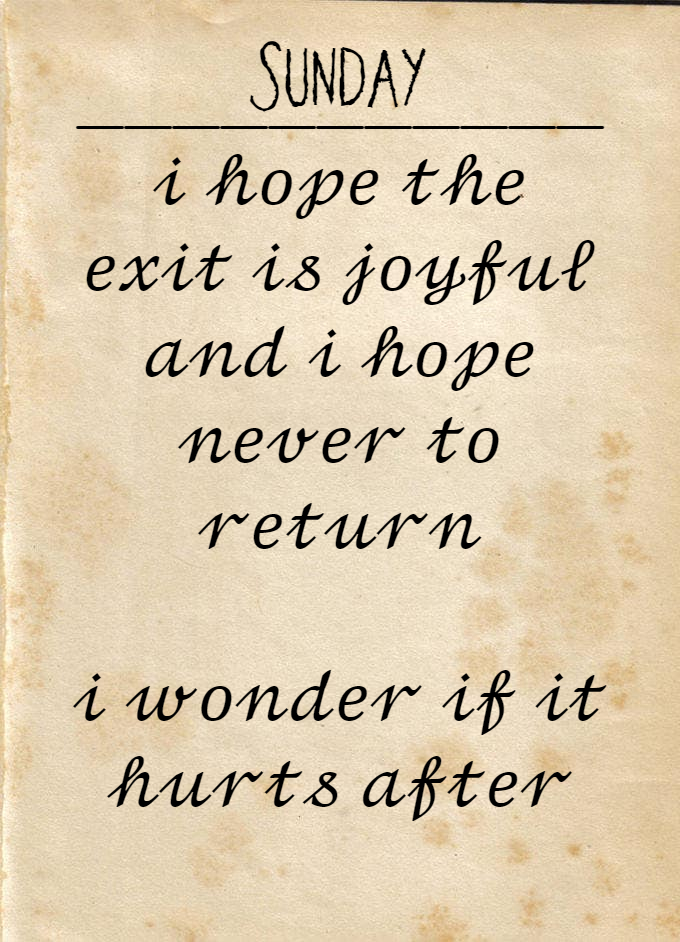 SUNDAY
i hope the
exit is joyful
and i hope
never to
return
i wonder if it
hurts after